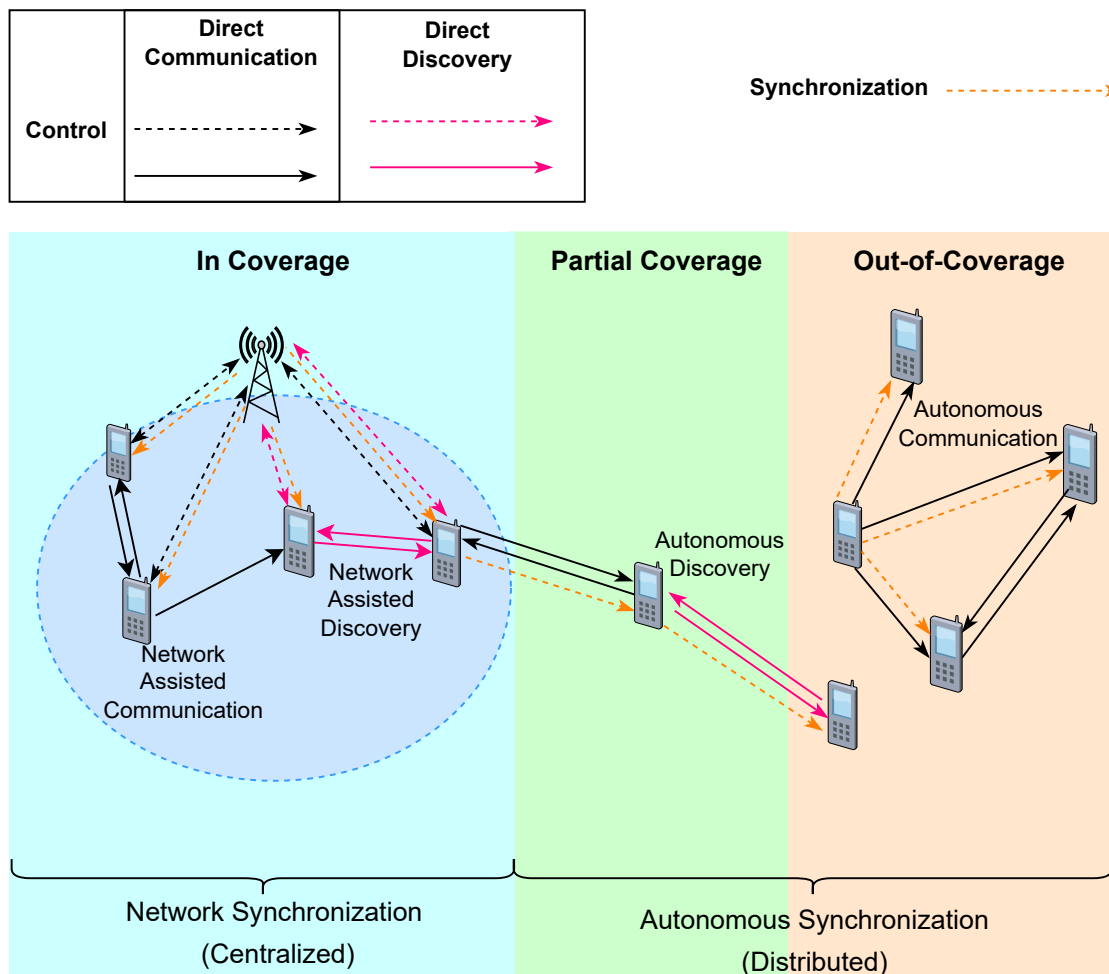 Direct
Communication
Direct
Discovery
Control
Synchronization
In Coverage
Partial Coverage
Out-of-Coverage
Autonomous
Communication
Autonomous
Discovery
Network
Assisted
Discovery
Network
Assisted
Communication
Network Synchronization
(Centralized)
Autonomous Synchronization
(Distributed)